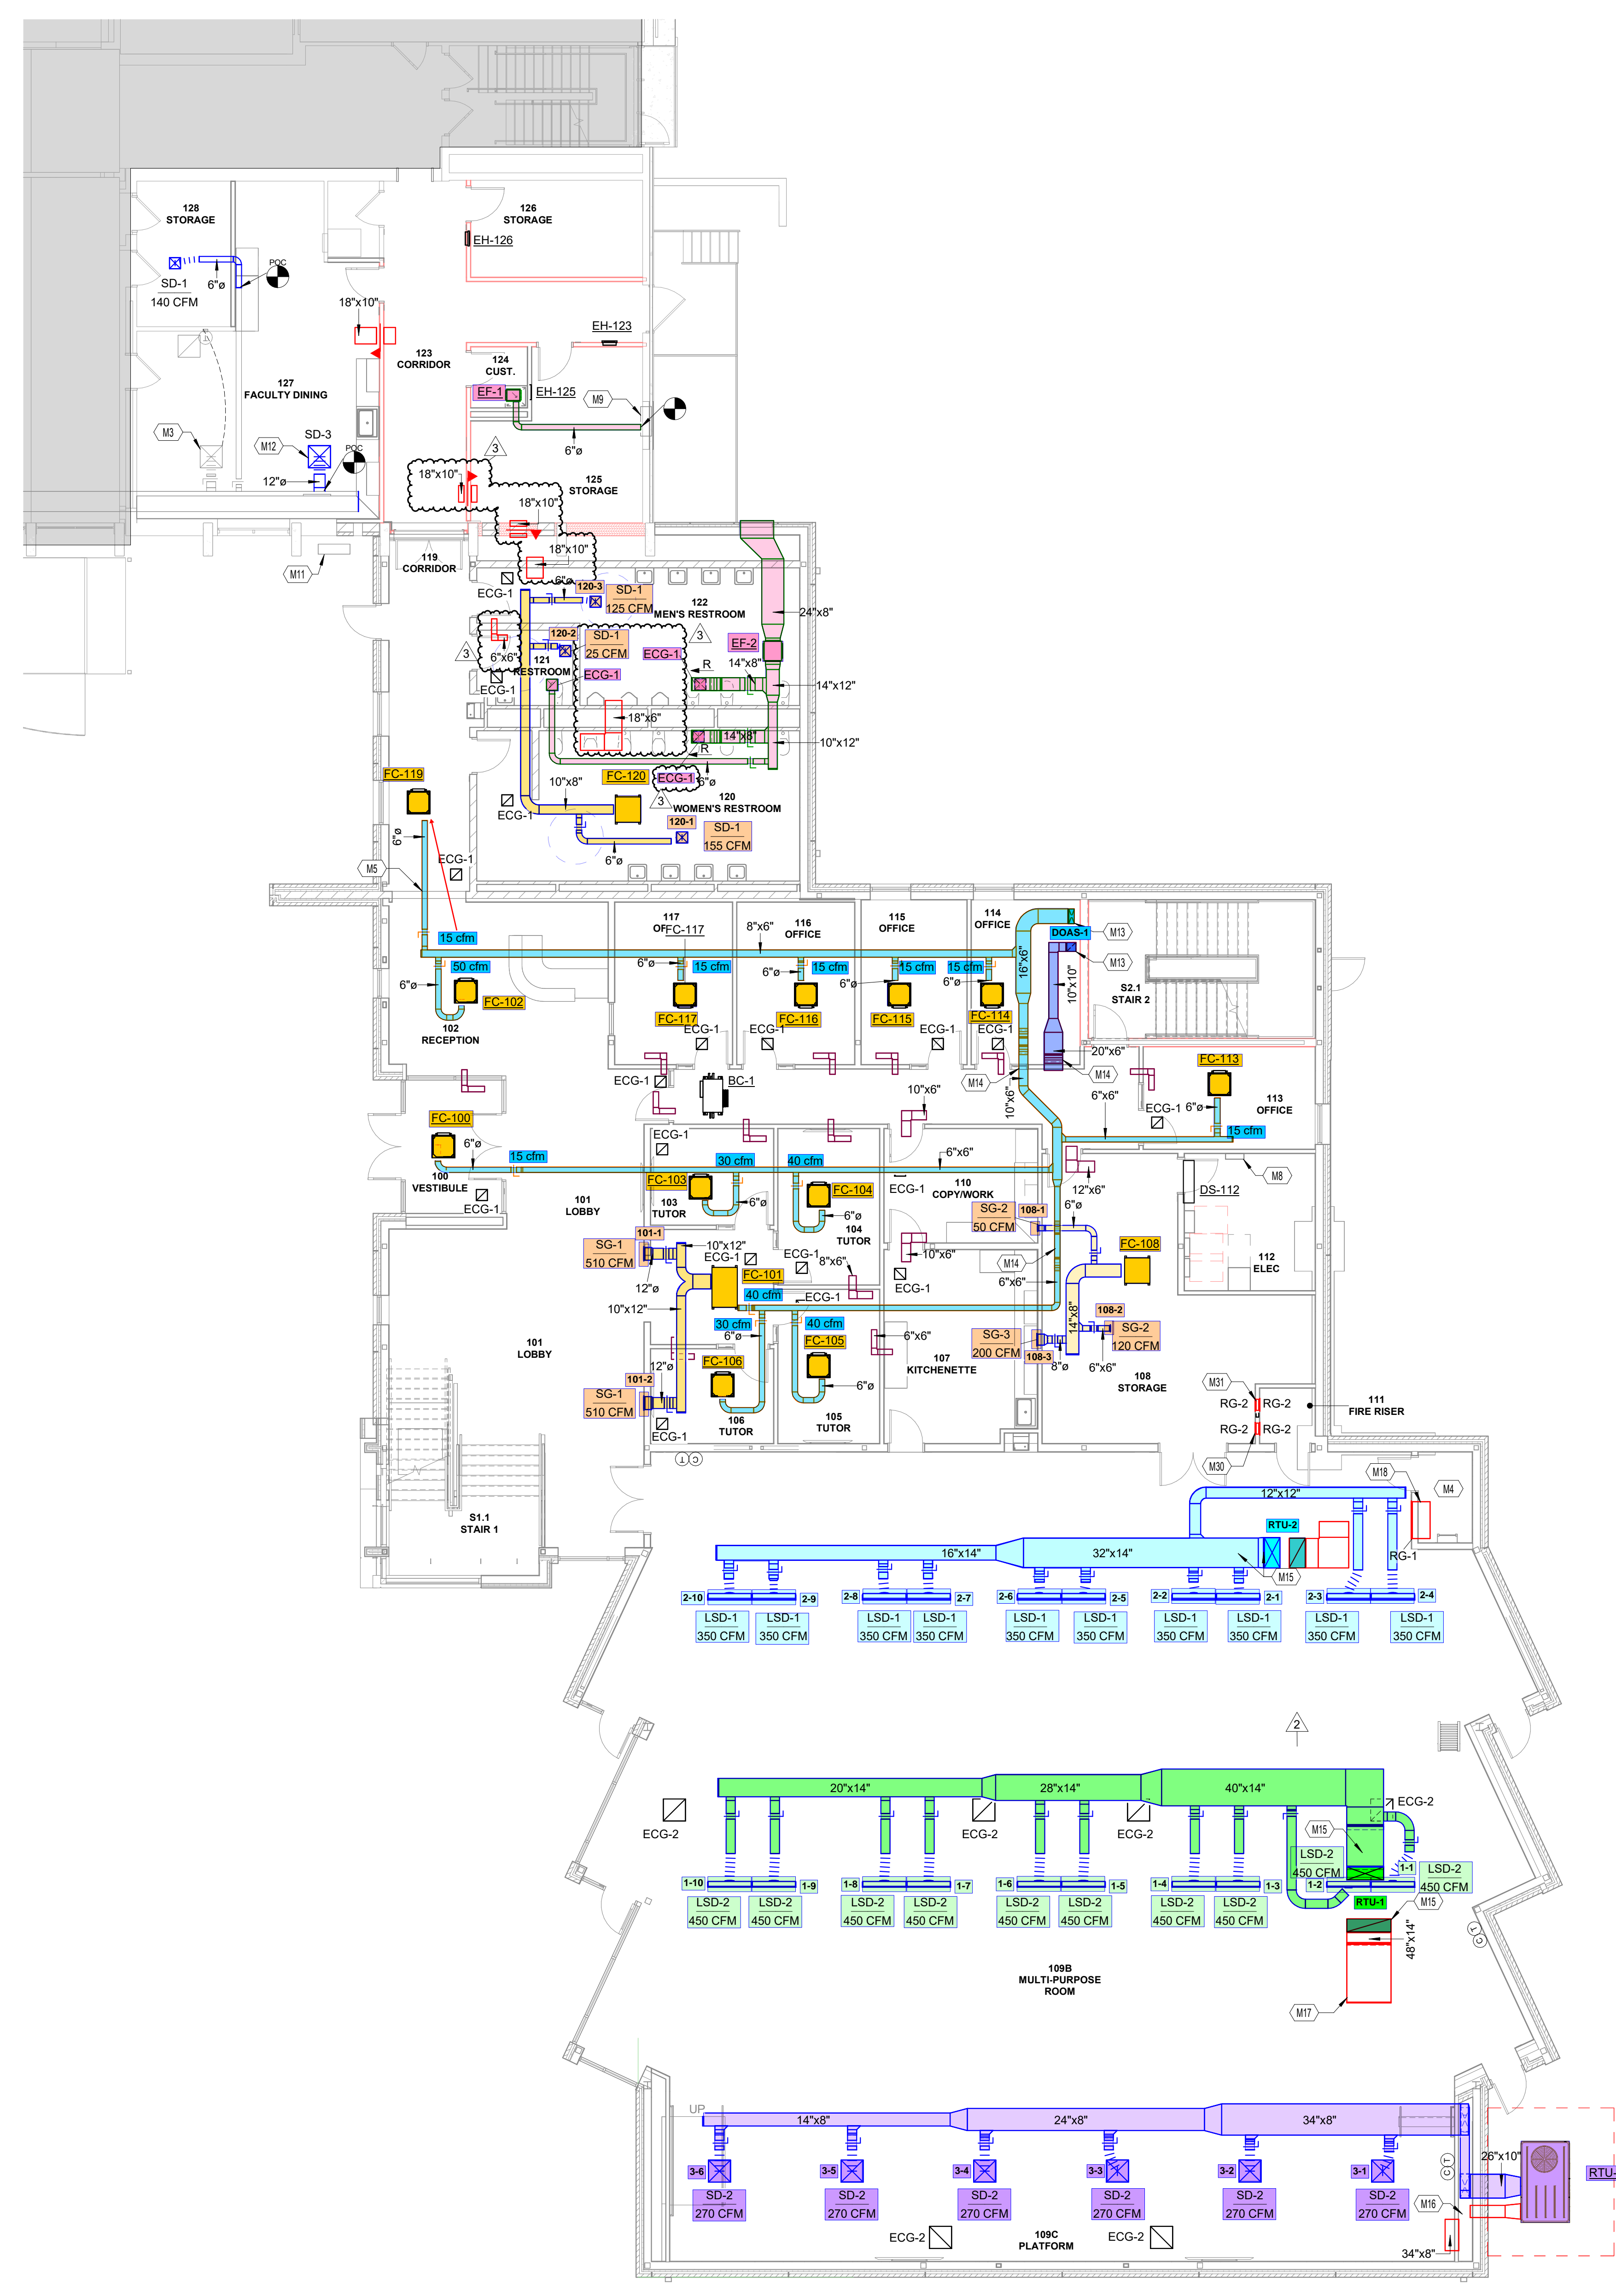 128
STORAGE
126
STORAGE
EH-126
POC
SD-1
140 CFM
6"ø
18"x10"
EH-123
123
CORRIDOR
124
CUST.
127
FACULTY DINING
EF-1
EH-125
M9
M3
M12
SD-3
POC
6"ø
3
12"ø
18"x10"
125
STORAGE
18"x10"
18"x10"
119
CORRIDOR
M11
ECG-1
6"ø
120-3
SD-1
125 CFM
122
MEN'S RESTROOM
24"x8"
120-2
SD-1
25 CFM
3
EF-2
3
6"x6"
121
RESTROOM
ECG-1
R
14"x8"
ECG-1
ECG-1
14"x12"
18"x6"
14"x8"
10"x12"
R
FC-119
FC-120
ECG-1
6"ø
10"x8"
3
120
WOMEN'S RESTROOM
ECG-1
120-1
SD-1
155 CFM
6"ø
6"ø
ECG-1
M5
117
OF
FC-117
8"x6"
116
OFFICE
115
OFFICE
114
OFFICE
DOAS-1
M13
15 cfm
M13
50 cfm
6"ø
15 cfm
6"ø
15 cfm
15 cfm
15 cfm
16"x6"
10"x10"
6"ø
6"ø
6"ø
S2.1
STAIR 2
FC-102
FC-117
FC-116
FC-115
FC-114
102
RECEPTION
ECG-1
ECG-1
ECG-1
ECG-1
20"x6"
FC-113
M14
M14
ECG-1
BC-1
10"x6"
10"x6"
6"x6"
ECG-1
6"ø
113
OFFICE
FC-100
15 cfm
6"ø
15 cfm
ECG-1
30 cfm
40 cfm
6"x6"
M8
100
VESTIBULE
FC-103
FC-104
ECG-1
110
COPY/WORK
12"x6"
DS-112
ECG-1
101
LOBBY
103
TUTOR
6"ø
6"ø
104
TUTOR
SG-2
50 CFM
108-1
6"ø
101-1
SG-1
510 CFM
10"x12"
ECG-1
ECG-1
8"x6"
10"x6"
FC-108
112
ELEC
12"ø
FC-101
ECG-1
M14
6"x6"
40 cfm
ECG-1
10"x12"
30 cfm
40 cfm
14"x8"
108-2
SG-2
120 CFM
101
LOBBY
6"ø
FC-105
6"x6"
SG-3
200 CFM
108-3
8"ø
6"x6"
FC-106
12"ø
107
KITCHENETTE
101-2
SG-1
510 CFM
6"ø
108
STORAGE
M31
RG-2
RG-2
111
FIRE RISER
ECG-1
106
TUTOR
105
TUTOR
RG-2
RG-2
M30
T
C
M18
M4
12"x12"
S1.1
STAIR 1
RTU-2
16"x14"
32"x14"
RG-1
M15
2-10
2-9
2-8
2-7
2-6
2-5
2-2
2-1
2-3
2-4
LSD-1
350 CFM
LSD-1
350 CFM
LSD-1
350 CFM
LSD-1
350 CFM
LSD-1
350 CFM
LSD-1
350 CFM
LSD-1
350 CFM
LSD-1
350 CFM
LSD-1
350 CFM
LSD-1
350 CFM
2
20"x14"
28"x14"
40"x14"
ECG-2
ECG-2
ECG-2
ECG-2
M15
LSD-2
450 CFM
1-1
LSD-2
450 CFM
1-10
1-9
1-8
1-7
1-6
1-5
1-4
1-3
1-2
LSD-2
450 CFM
LSD-2
450 CFM
LSD-2
450 CFM
LSD-2
450 CFM
LSD-2
450 CFM
LSD-2
450 CFM
LSD-2
450 CFM
LSD-2
450 CFM
RTU-1
M15
48"x14"
T
C
109B
MULTI-PURPOSE
ROOM
M17
UP
14"x8"
24"x8"
34"x8"
26"x10"
T
C
3-6
3-5
3-4
3-3
3-2
3-1
RTU-
SD-2
270 CFM
SD-2
270 CFM
SD-2
270 CFM
SD-2
270 CFM
SD-2
270 CFM
SD-2
270 CFM
M16
ECG-2
109C
PLATFORM
ECG-2
34"x8"